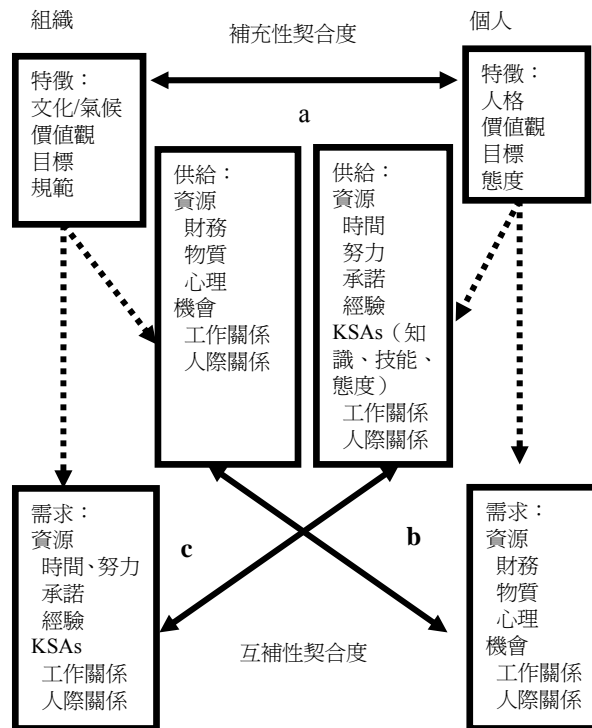 組織
補充性契合度
個人
特徵：
文化/氣候
價值觀
目標
規範
a
特徵：
人格
價值觀
目標
態度
供給：
資源
財務
物質
心理
機會
工作關係
人際關係
供給：
資源
時間
努力
承諾
經驗
KSAs（知
識、技能、
態度）
工作關係
人際關係
需求：
資源
時間、努力
承諾
經驗
KSAs
工作關係
人際關係
c
b
互補性契合度
需求：
資源
財務
物質
心理
機會
工作關係
人際關係